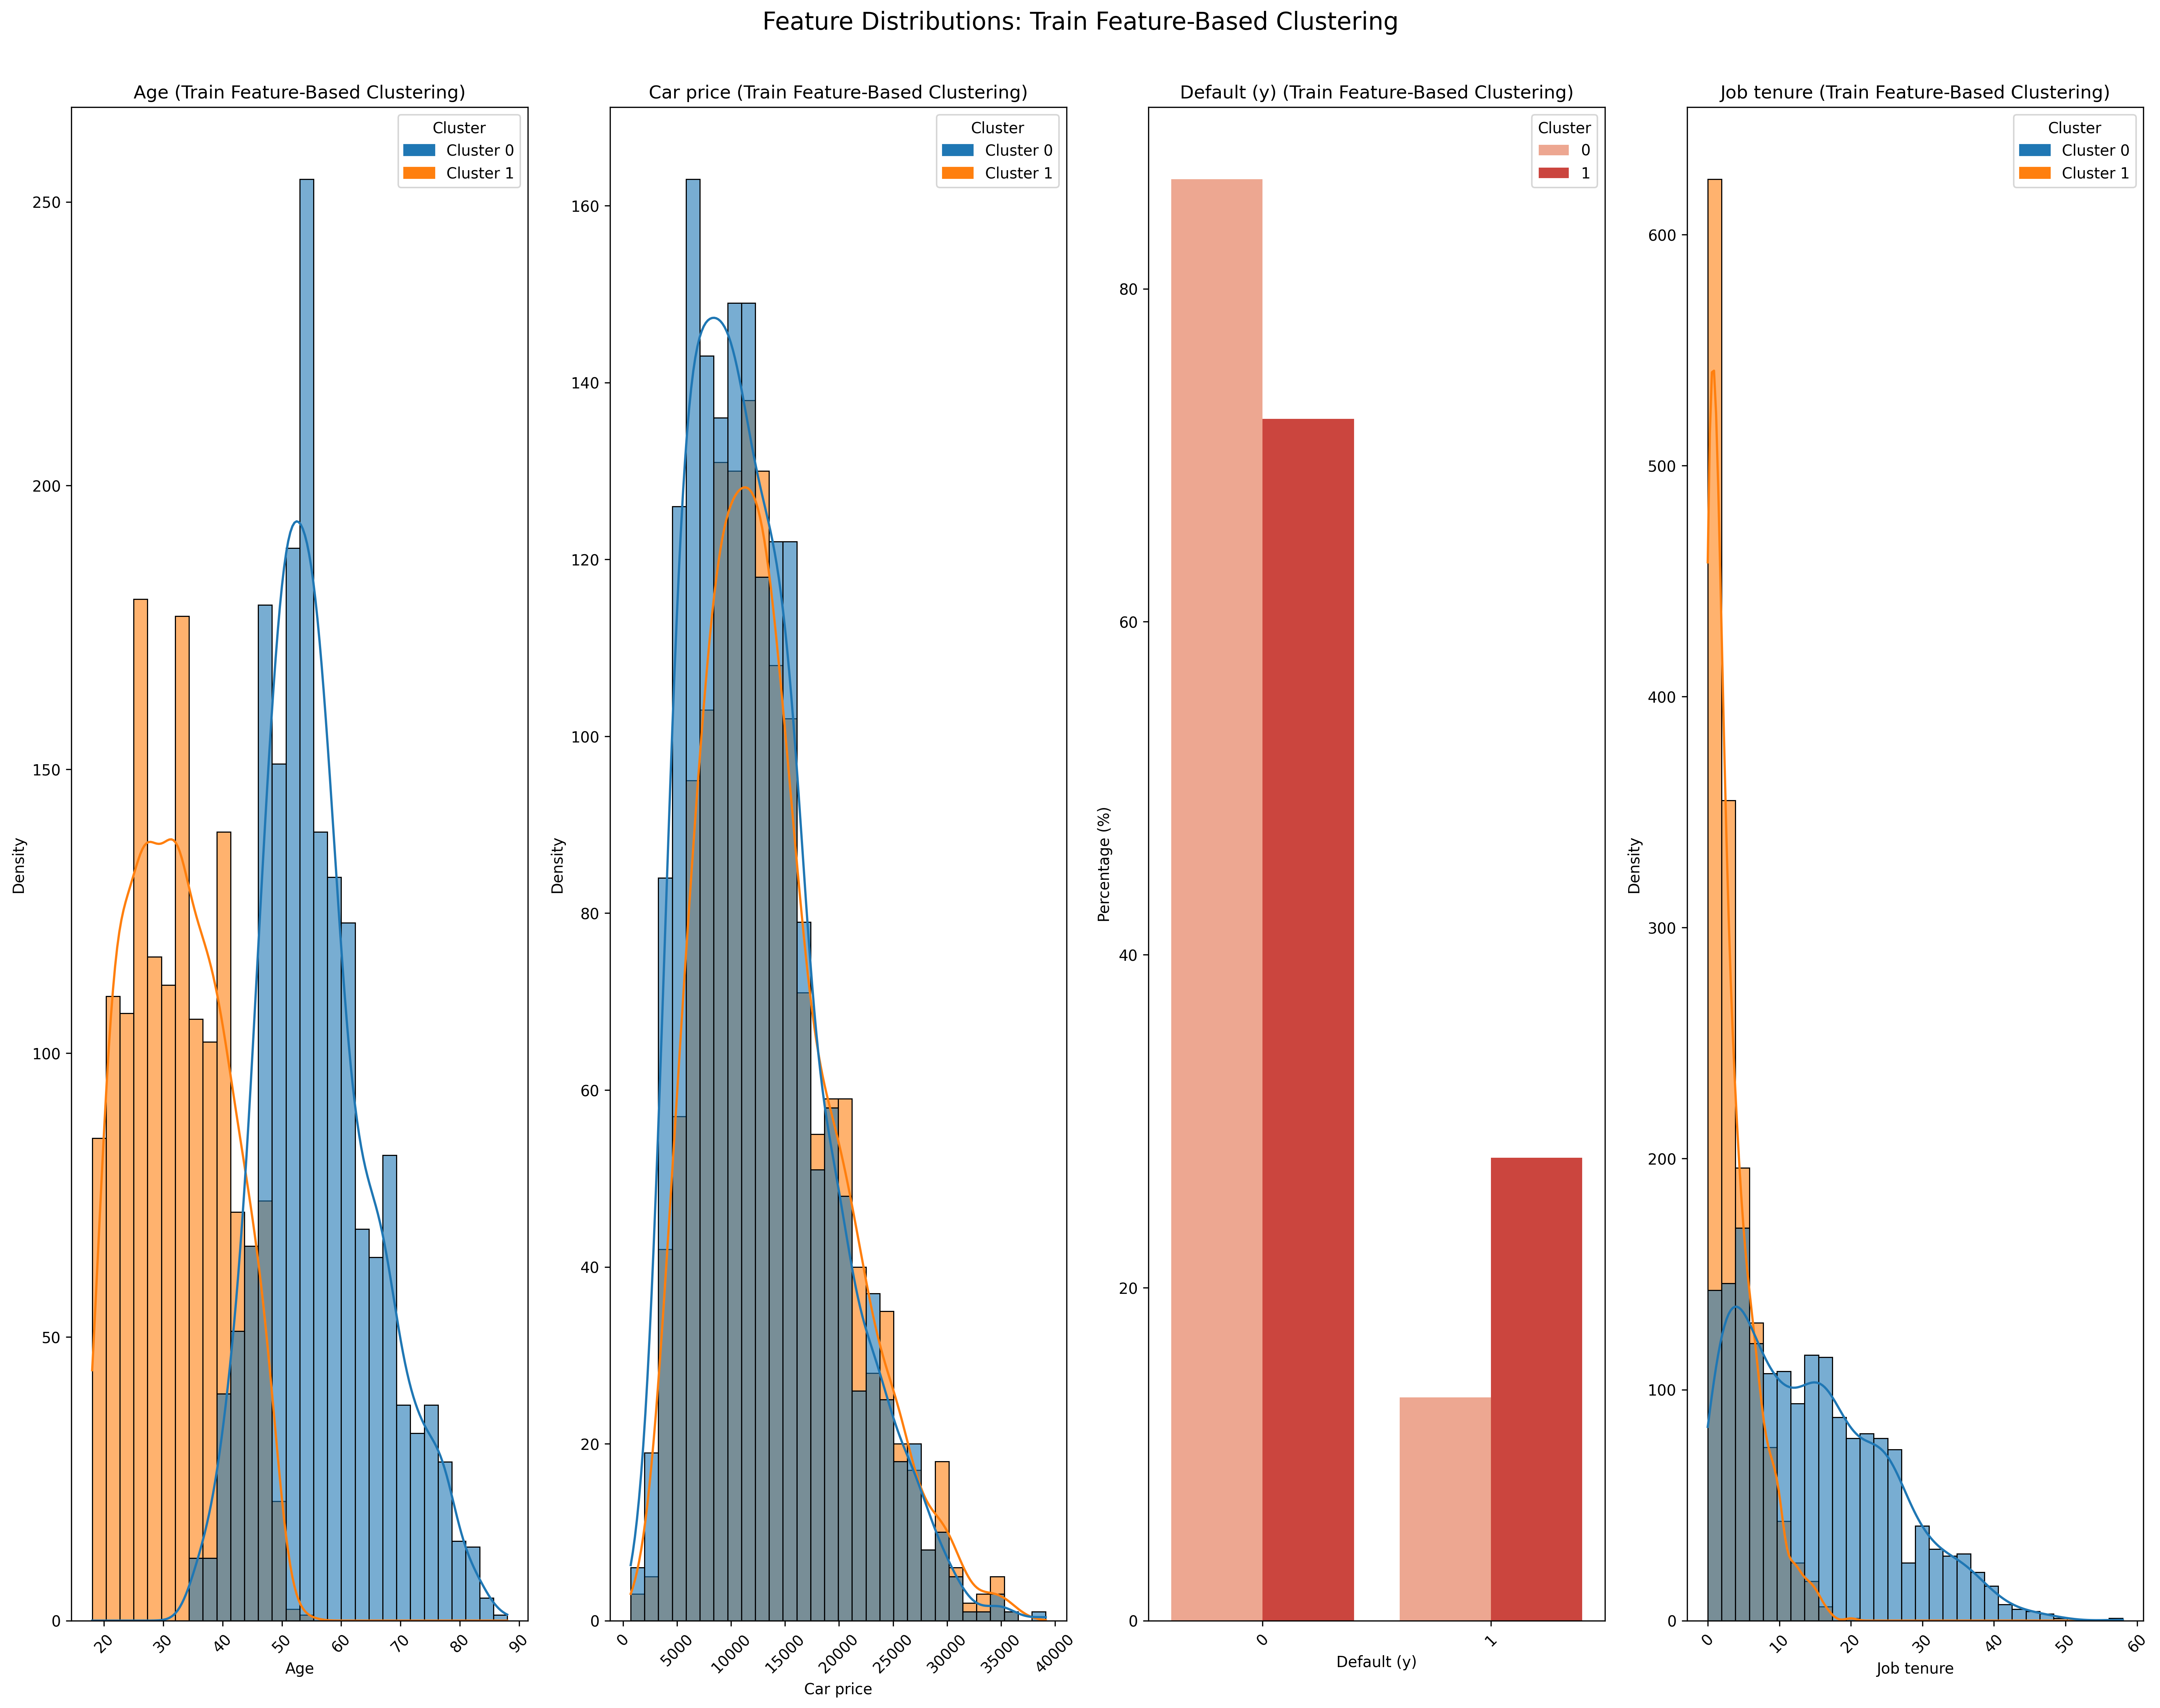 Feature Distributions: Train Feature-Based Clustering
Age (Train Feature-Based Clustering)
Cluster
Cluster 0
Cluster 1
250
200
150
100
50
0
Density
20
30
40
50
60
70
80
90
Age
Car price (Train Feature-Based Clustering)
Cluster
Cluster 0
Cluster 1
160
140
120
100
80
60
40
20
0
Density
0
5000
10000
15000
20000
25000
30000
35000
40000
Car price
Default (y) (Train Feature-Based Clustering)
Cluster
0
1
80
60
40
20
0
Percentage (%)
0
1
Default (y)
Job tenure (Train Feature-Based Clustering)
Cluster
Cluster 0
Cluster 1
600
500
400
300
200
100
0
Density
0
10
20
30
40
50
60
Job tenure